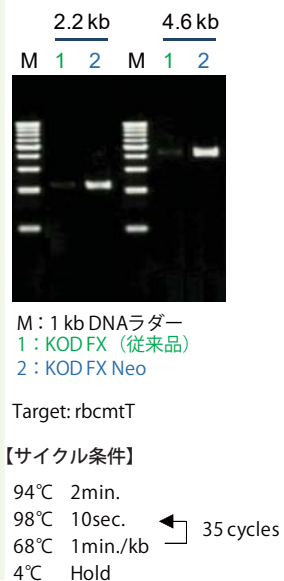 2.2 kb 4.6 kb
M 1 2 M 1 2
M：1 kb DNAラダー
1：KOD FX（従来品）
2：KOD FX Neo
Target: rbcmtT
【サイクル条件】
94℃ 2min.
98℃ 10sec.
35 cycles
68℃ 1min./kb
4℃ Hold